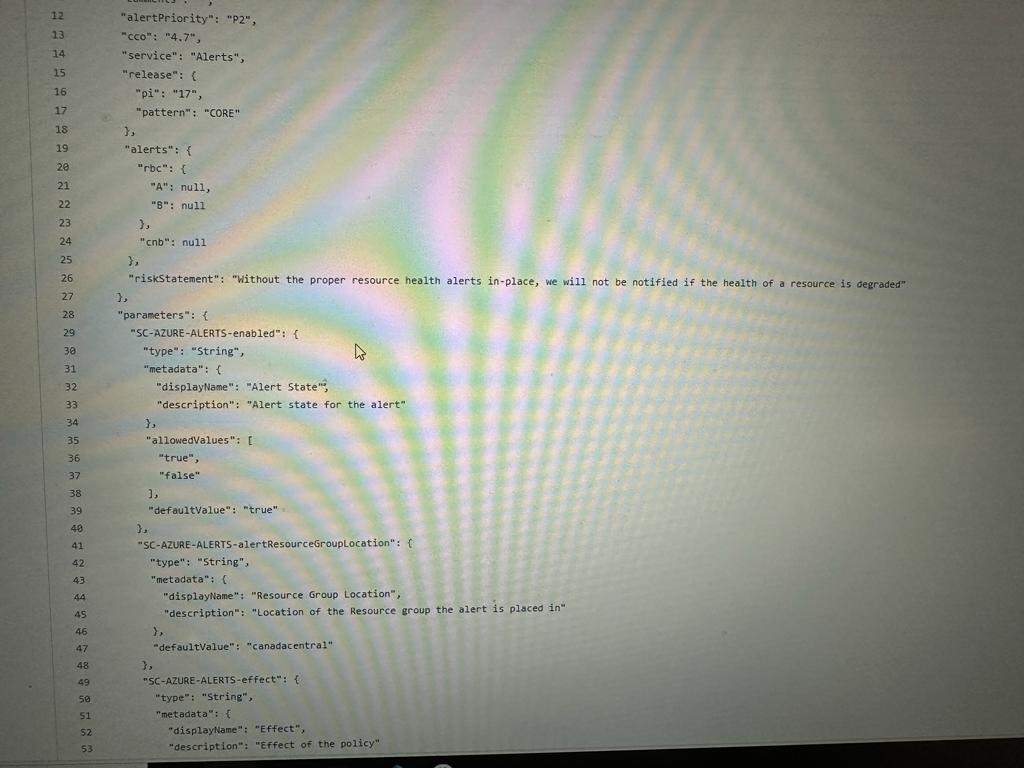 12 "alertPriority": "P2",
13 "cco": "4.7",
14 "service": "Alerts",
15 "release": {
16 "pi": "17",
17 "pattern": "CORE"
18 },
19 "alerts": {
20 "rbc": {
21 "A": null,
22 "B": null
23 },
24 "cnb": null
25 },
26 "riskStatement": "Without the proper resource health alerts in-place, we will not be notified if the health of a resource is degraded"
27 },
28 "parameters": {
29 "SC-AZURE-ALERTS-enabled": {
30 "type": "String",
31 "metadata": {
32 "displayName": "Alert State",
33 "description": "Alert state for the alert"
34 },
35 "allowedValues": [
36 "true",
37 "false"
38 ],
39 "defaultValue": "true"
40 },
41 "SC-AZURE-ALERTS-alertResourceGroupLocation": {
42 "type": "String",
43 "metadata": {
44 "displayName": "Resource Group Location",
45 "description": "Location of the Resource group the alert is placed in"
46 },
47 "defaultValue": "canadacentral"
48 },
49 "SC-AZURE-ALERTS-effect": {
50 "type": "String",
51 "metadata": {
52 "displayName": "Effect",
53 "description": "Effect of the policy"